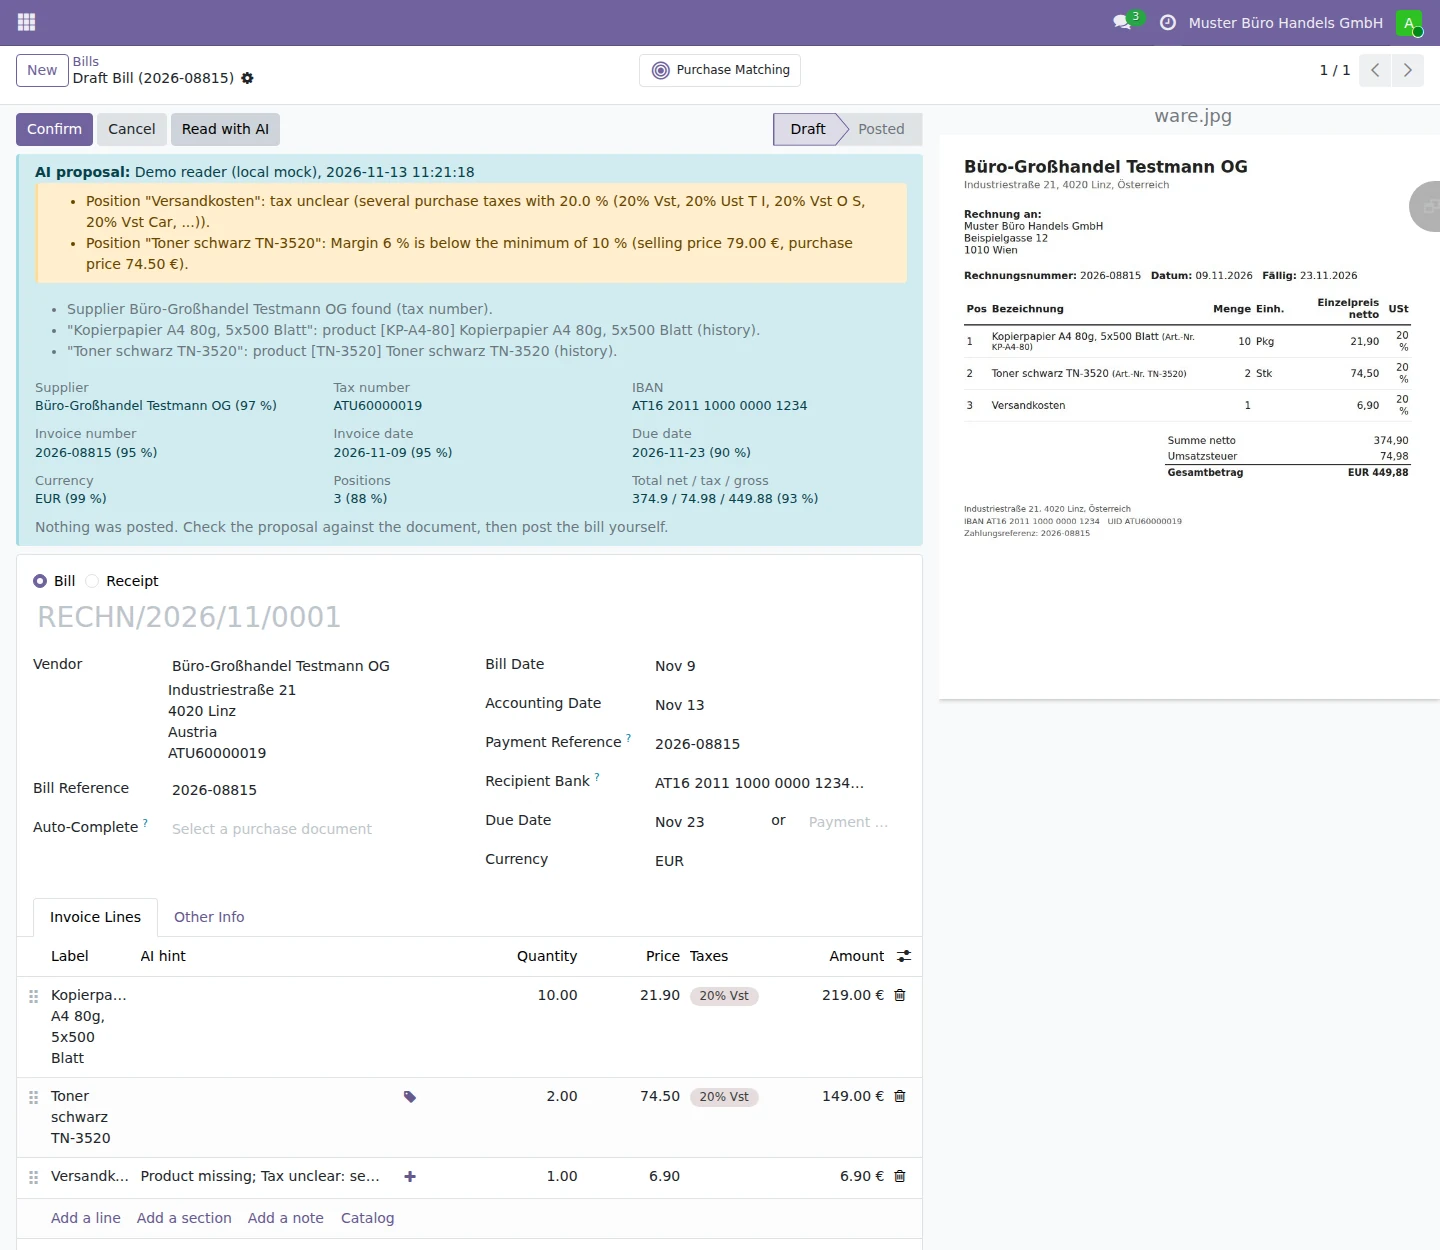 3
Muster Büro Handels GmbH
A
New
Bills
Draft Bill (2026-08815)
Purchase Matching
1 / 1
Confirm
Cancel
Read with AI
Draft
Posted
AI proposal: Demo reader (local mock), 2026-11-13 11:21:18
• Position "Versandkosten": tax unclear (several purchase taxes with 20.0 % (20% Vst, 20% Ust T I, 20% Vst O S,
20% Vst Car, ...)).
• Position "Toner schwarz TN-3520": Margin 6 % is below the minimum of 10 % (selling price 79.00 €, purchase
price 74.50 €).
• Supplier Büro-Großhandel Testmann OG found (tax number).
• "Kopierpapier A4 80g, 5x500 Blatt": product [KP-A4-80] Kopierpapier A4 80g, 5x500 Blatt (history).
• "Toner schwarz TN-3520": product [TN-3520] Toner schwarz TN-3520 (history).
Supplier Tax number IBAN
Büro-Großhandel Testmann OG (97 %) ATU60000019 AT16 2011 1000 0000 1234
Invoice number Invoice date Due date
2026-08815 (95 %) 2026-11-09 (95 %) 2026-11-23 (90 %)
Currency Positions Total net / tax / gross
EUR (99 %) 3 (88 %) 374.9 / 74.98 / 449.88 (93 %)
Nothing was posted. Check the proposal against the document, then post the bill yourself.
Bill Receipt
RECHN/2026/11/0001
Vendor Büro-Großhandel Testmann OG
Industriestraße 21
4020 Linz
Austria
ATU60000019
Bill Reference 2026-08815
Auto-Complete ? Select a purchase document
Bill Date Nov 9
Accounting Date Nov 13
Payment Reference ? 2026-08815
Recipient Bank ? AT16 2011 1000 0000 1234...
Due Date Nov 23 or Payment ...
Currency EUR
Invoice Lines Other Info
Label AI hint Quantity Price Taxes Amount
Kopierpa... 10.00 21.90 20% Vst 219.00 €
A4 80g,
5x500
Blatt
Toner 2.00 74.50 20% Vst 149.00 €
schwarz
TN-3520
Versandk... Product missing; Tax unclear: se... 1.00 6.90 6.90 €
Add a line Add a section Add a note Catalog
ware.jpg
Büro-Großhandel Testmann OG
Industriestraße 21, 4020 Linz, Österreich
Rechnung an:
Muster Büro Handels GmbH
Beispielgasse 12
1010 Wien
Rechnungsnummer: 2026-08815 Datum: 09.11.2026 Fällig: 23.11.2026
Pos Bezeichnung Menge Einh. Einzelpreis netto USt
1 Kopierpapier A4 80g, 5x500 Blatt (Art.-Nr. KP-A4-80) 10 Pkg 21,90 20 %
2 Toner schwarz TN-3520 (Art.-Nr. TN-3520) 2 Stk 74,50 20 %
3 Versandkosten 1 6,90 20 %
Summe netto 374,90
Umsatzsteuer 74,98
Gesamtbetrag EUR 449,88
Industriestraße 21, 4020 Linz, Österreich
IBAN AT16 2011 1000 0000 1234 UID ATU60000019
Zahlungsreferenz: 2026-08815